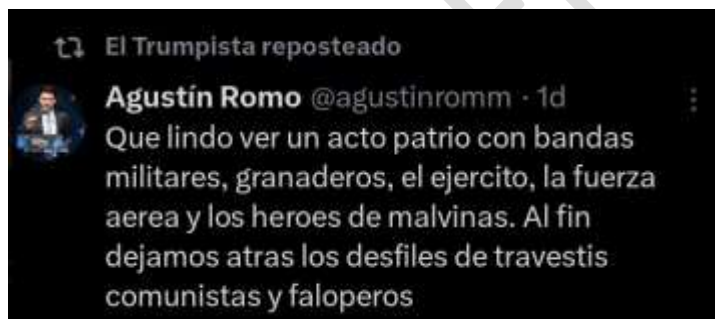 El Trumpista reposteado
Agustín Romo @agustinromm · 1d
Que lindo ver un acto patrio con bandas
militares, granaderos, el ejercito, la fuerza
aerea y los heroes de malvinas. Al fin
dejamos atras los desfiles de travestis
comunistas y faloperos